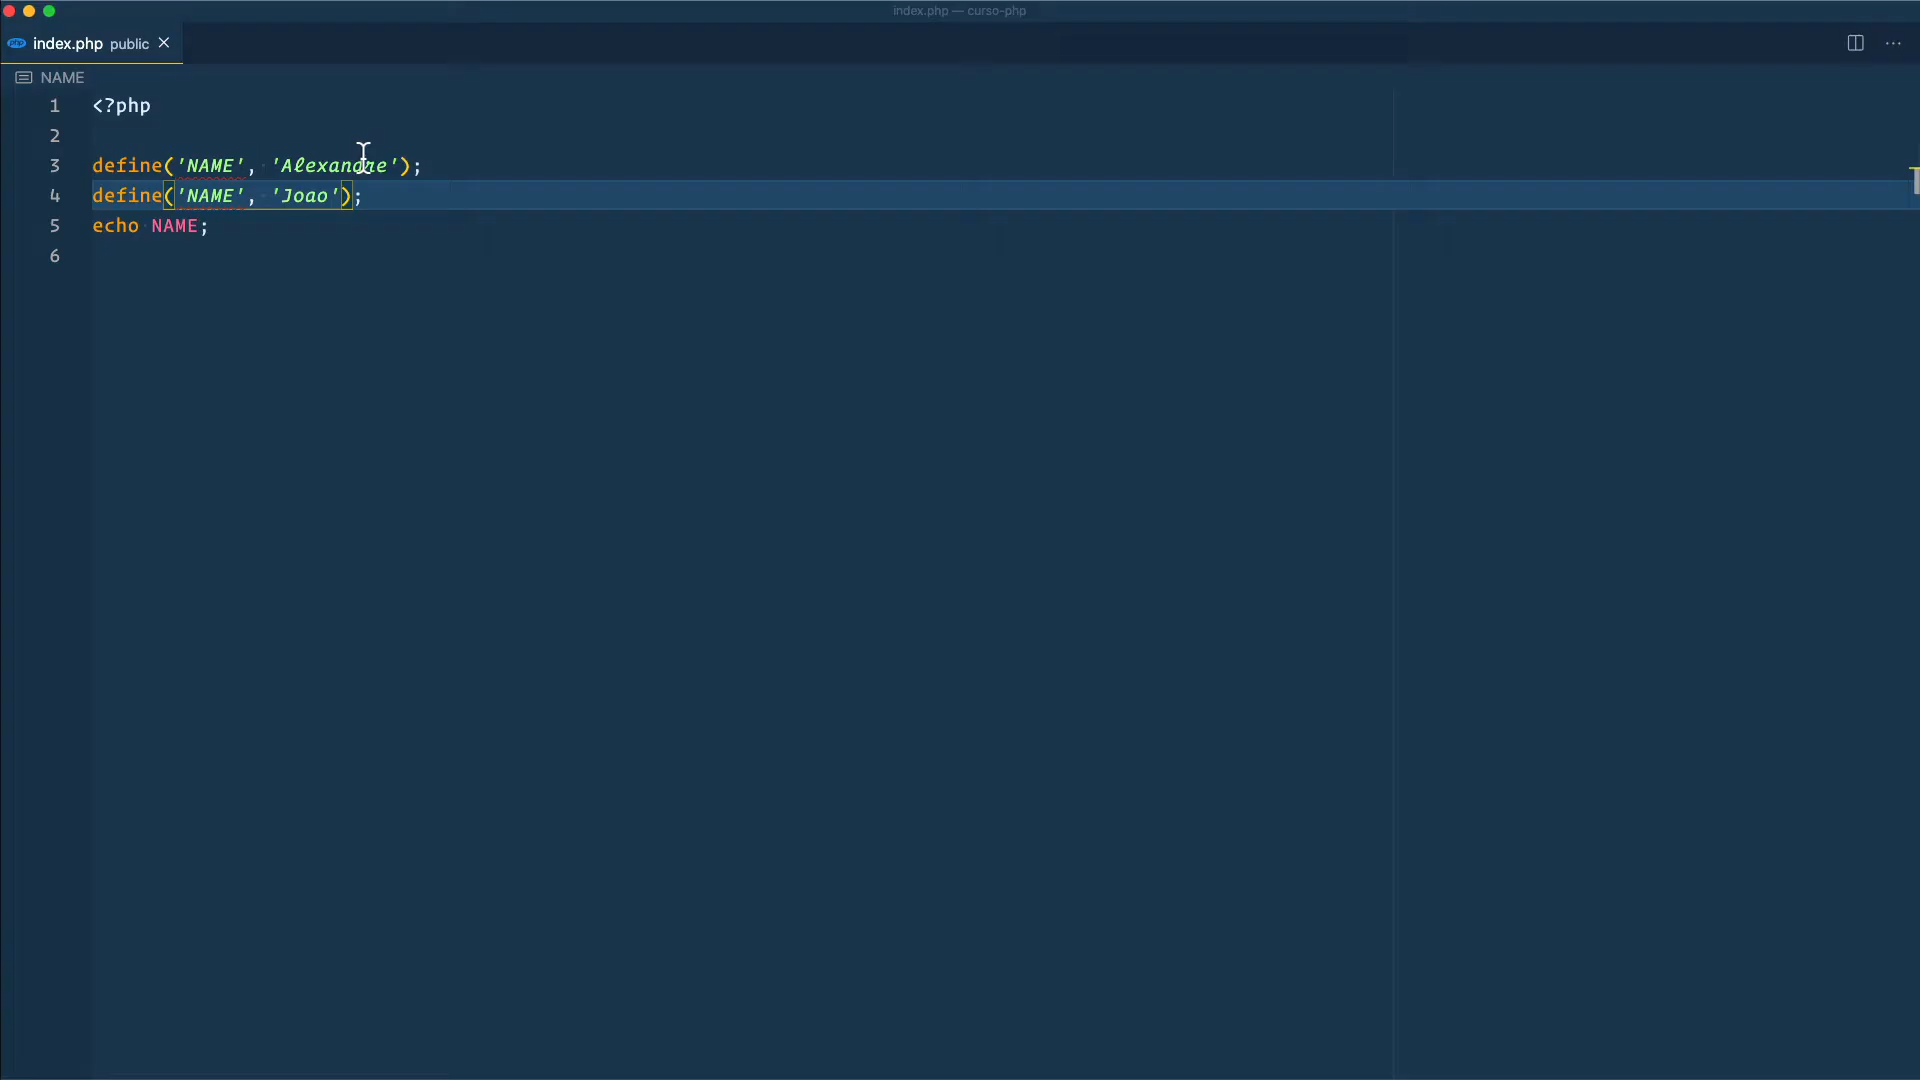 index.php — curso-php
php index.php public
NAME
1 <?php
2
3 define('NAME', 'Alexandre');
4 define('NAME', 'Joao');
5 echo NAME;
6